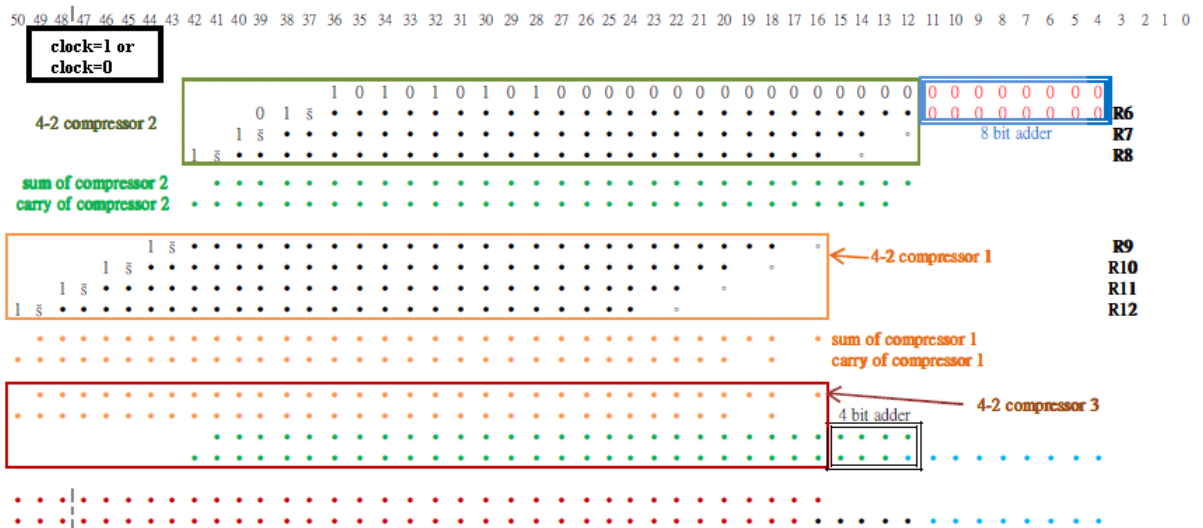 50 49 48 47 46 45 44 43 42 41 40 39 38 37 36 35 34 33 32 31 30 29 28 27 26 25 24 23 22 21 20 19 18 17 16 15 14 13 12 11 10 9 8 7 6 5 4 3 2 1 0
clock=1 or
clock=0
1 0 1 0 1 0 1 0 1 0 0 0 0 0 0 0 0 0 0 0 0 0 0 0 0 0 0 0 0 0 0 0 0
4-2 compressor 2
0 1 s̄ 0 0 0 0 0 0 0 0 R6
1 s̄ 8 bit adder R7
1 s̄ R8
sum of compressor 2
carry of compressor 2
1 s̄ R9
4-2 compressor 1
1 s̄ R10
1 s̄ R11
1 s̄ R12
sum of compressor 1
carry of compressor 1
4-2 compressor 3
4 bit adder